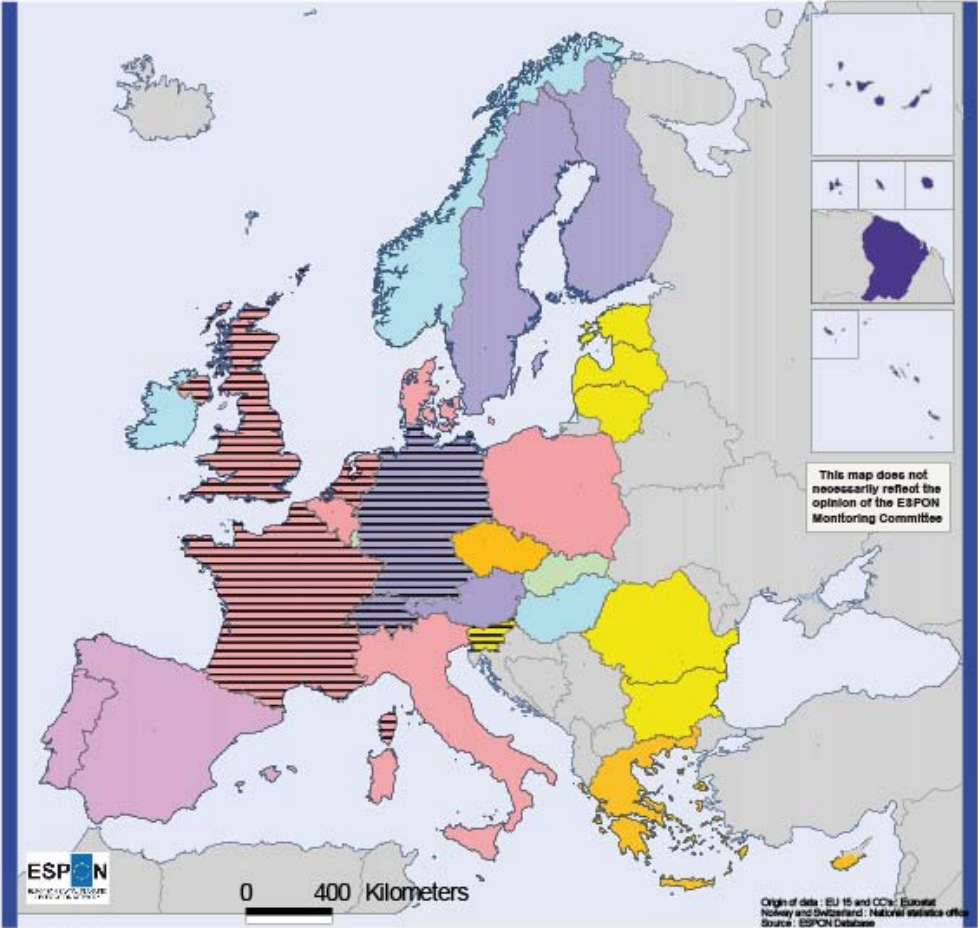 This map does not
necessarily reflect the
opinion of the ESPON
Monitoring Committee
ESPON
0 400 Kilometers
Origin of data : EU 15 and CC's : Eurostat
Norway and Switzerland : National statistics office
Source : ESPON Database